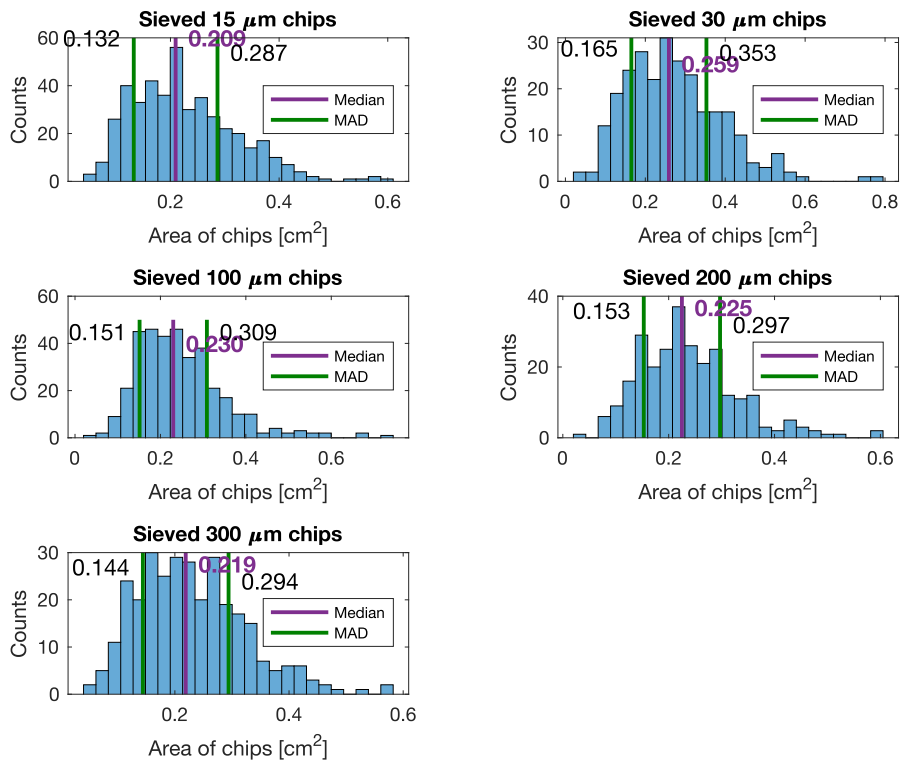 Sieved 15 μm chips
0.132
0.209
0.287
60
40
20
0
Counts
Median
MAD
0.2
0.4
0.6
Area of chips [cm²]
Sieved 30 μm chips
0.165
0.259
0.353
30
20
10
0
Counts
Median
MAD
0
0.2
0.4
0.6
0.8
Area of chips [cm²]
Sieved 100 μm chips
0.151
0.230
0.309
60
40
20
0
Counts
Median
MAD
0
0.2
0.4
0.6
Area of chips [cm²]
Sieved 200 μm chips
0.153
0.225
0.297
40
20
0
Counts
Median
MAD
0
0.2
0.4
0.6
Area of chips [cm²]
Sieved 300 μm chips
0.144
0.219
0.294
30
20
10
0
Counts
Median
MAD
0.2
0.4
0.6
Area of chips [cm²]